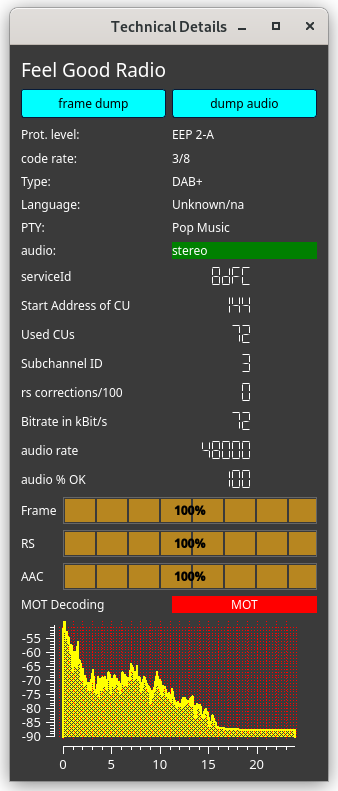 Technical Details
Feel Good Radio
frame dump dump audio
Prot. level: EEP 2-A
code rate: 3/8
Type: DAB+
Language: Unknown/na
PTY: Pop Music
audio: stereo
serviceId 8dFC
Start Address of CU 144
Used CUs 72
Subchannel ID 3
rs corrections/100 0
Bitrate in kBit/s 72
audio rate 48000
audio % OK 100
Frame 100%
RS 100%
AAC 100%
MOT Decoding MOT
-55
-60
-65
-70
-75
-80
-85
-90
0 5 10 15 20